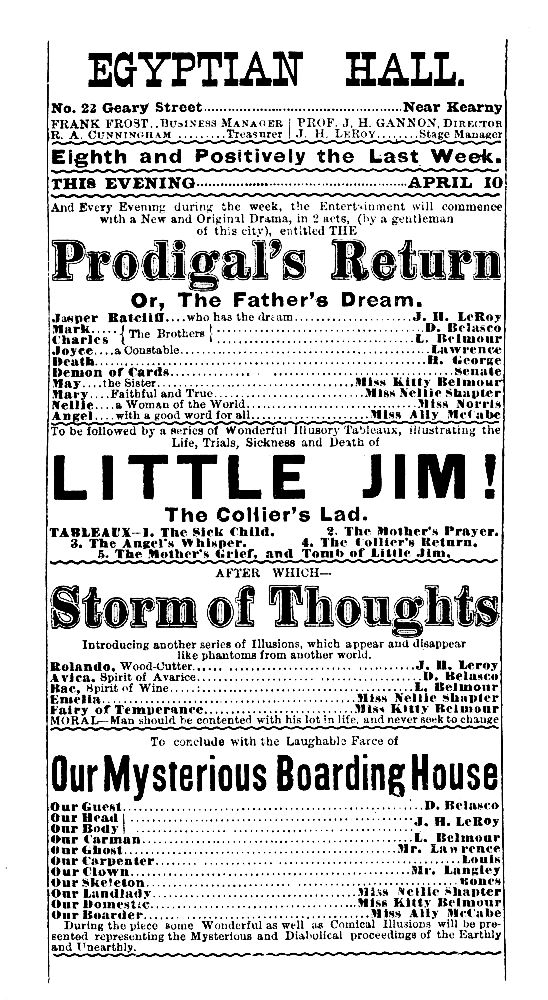 EGYPTIAN HALL.
No. 22 Geary Street..........Near Kearny
FRANK FROST..BUSINESS MANAGER | PROF. J. H. GANNON, DIRECTOR
R. A. CUNNINGHAM .........Treasurer | J. H. LEROY........Stage Manager
Eighth and Positively the Last Week.
THIS EVENING..........APRIL 10
And Every Evening during the week, the Entertainment will commence
with a New and Original Drama, in 2 acts, (by a gentleman
of this city), entitled THE
Prodigal's Return
Or, The Father's Dream.
Jasper Ratcliff....who has the dream..........J. H. LeRoy
Mark.... { The Brothers } ..........D. Belasco
Charles ..........L. Belmour
Joyce....a Constable..........Lawrence
Death..........R. George
Demon of Cards..........Senate
May....the Sister..........Miss Kitty Belmour
Mary....Faithful and True..........Miss Nellie Shapter
Nellie....a Woman of the World..........Miss Norris
Angel....with a good word for all..........Miss Ally McCabe
To be followed by a series of Wonderful Illusory Tableaux, illustrating the
Life, Trials, Sickness and Death of
LITTLE JIM!
The Collier's Lad.
TABLEAUX—1. The Sick Child. 2. The Mother's Prayer.
3. The Angel's Whisper. 4. The Collier's Return.
5. The Mother's Grief, and Tomb of Little Jim.
AFTER WHICH—
Storm of Thoughts
Introducing another series of Illusions, which appear and disappear
like phantoms from another world.
Rolando, Wood-Cutter..........J. H. Leroy
Avica, Spirit of Avarice..........D. Belasco
Bac, Spirit of Wine..........L. Belmour
Emelia..........Miss Nellie Shapter
Fairy of Temperance..........Miss Kitty Belmour
MORAL—Man should be contented with his lot in life, and never seek to change
To conclude with the Laughable Farce of
Our Mysterious Boarding House
Our Guest..........D. Belasco
Our Head } ..........J. H. LeRoy
Our Body
Our Carman..........L. Belmour
Our Ghost..........Mr. Lawrence
Our Carpenter..........Louis
Our Clown..........Mr. Langley
Our Skeleton..........Bones
Our Landlady..........Miss Nellie Shapter
Our Domestic..........Miss Kitty Belmour
Our Boarder..........Miss Ally McCabe
During the piece some Wonderful as well as Comical Illusions will be pre-
sented representing the Mysterious and Diabolical proceedings of the Earthly
and Unearthly.